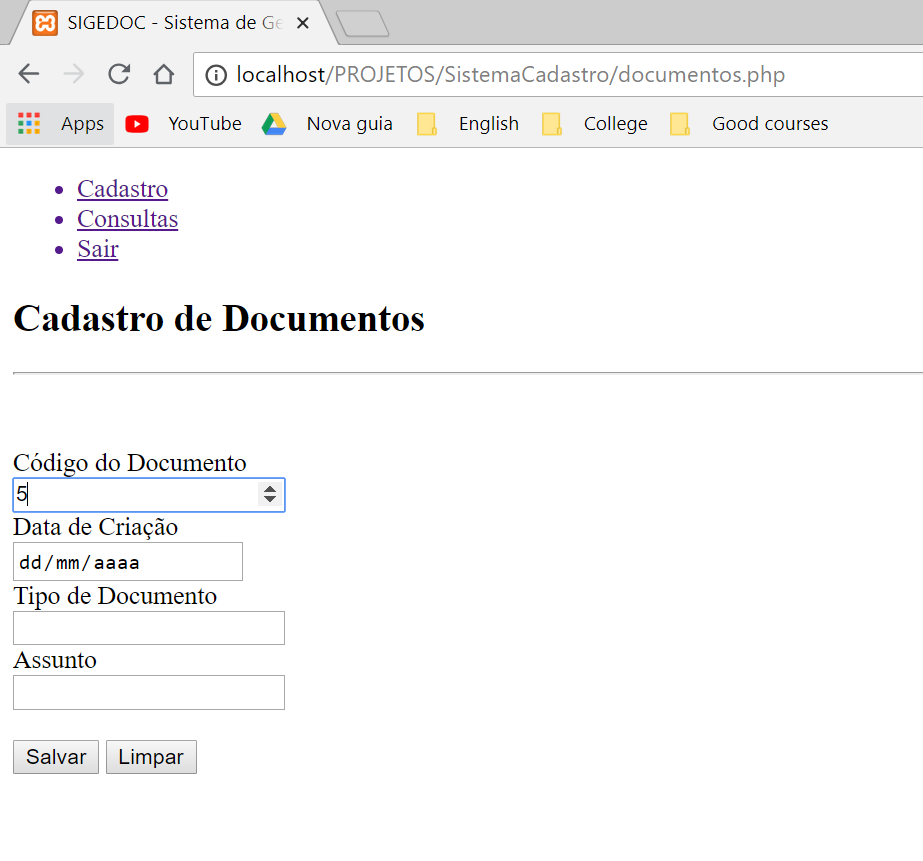 SIGEDOC - Sistema de Ge
localhost/PROJETOS/SistemaCadastro/documentos.php
Apps YouTube Nova guia English College Good courses
Cadastro
Consultas
Sair
Cadastro de Documentos
Código do Documento
5
Data de Criação
dd/mm/aaaa
Tipo de Documento
Assunto
Salvar Limpar